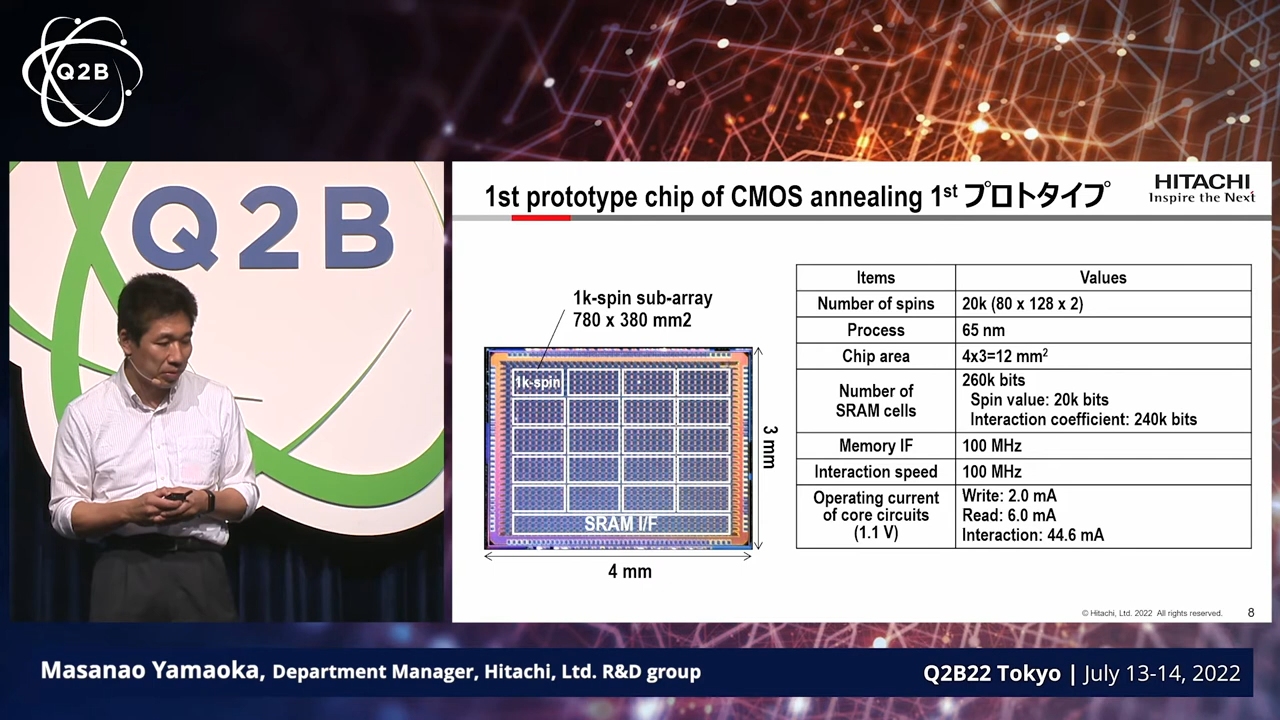 Q2B
Q2B
1st prototype chip of CMOS annealing 1st プロトタイプ
HITACHI
Inspire the Next
1k-spin sub-array
780 x 380 mm2
1k-spin
SRAM I/F
3 mm
4 mm
Items Values
Number of spins 20k (80 x 128 x 2)
Process 65 nm
Chip area 4x3=12 mm2
Number of SRAM cells 260k bits
Spin value: 20k bits
Interaction coefficient: 240k bits
Memory IF 100 MHz
Interaction speed 100 MHz
Operating current of core circuits (1.1 V) Write: 2.0 mA
Read: 6.0 mA
Interaction: 44.6 mA
© Hitachi, Ltd. 2022 All rights reserved. 8
Masanao Yamaoka, Department Manager, Hitachi, Ltd. R&D group
Q2B22 Tokyo | July 13-14, 2022